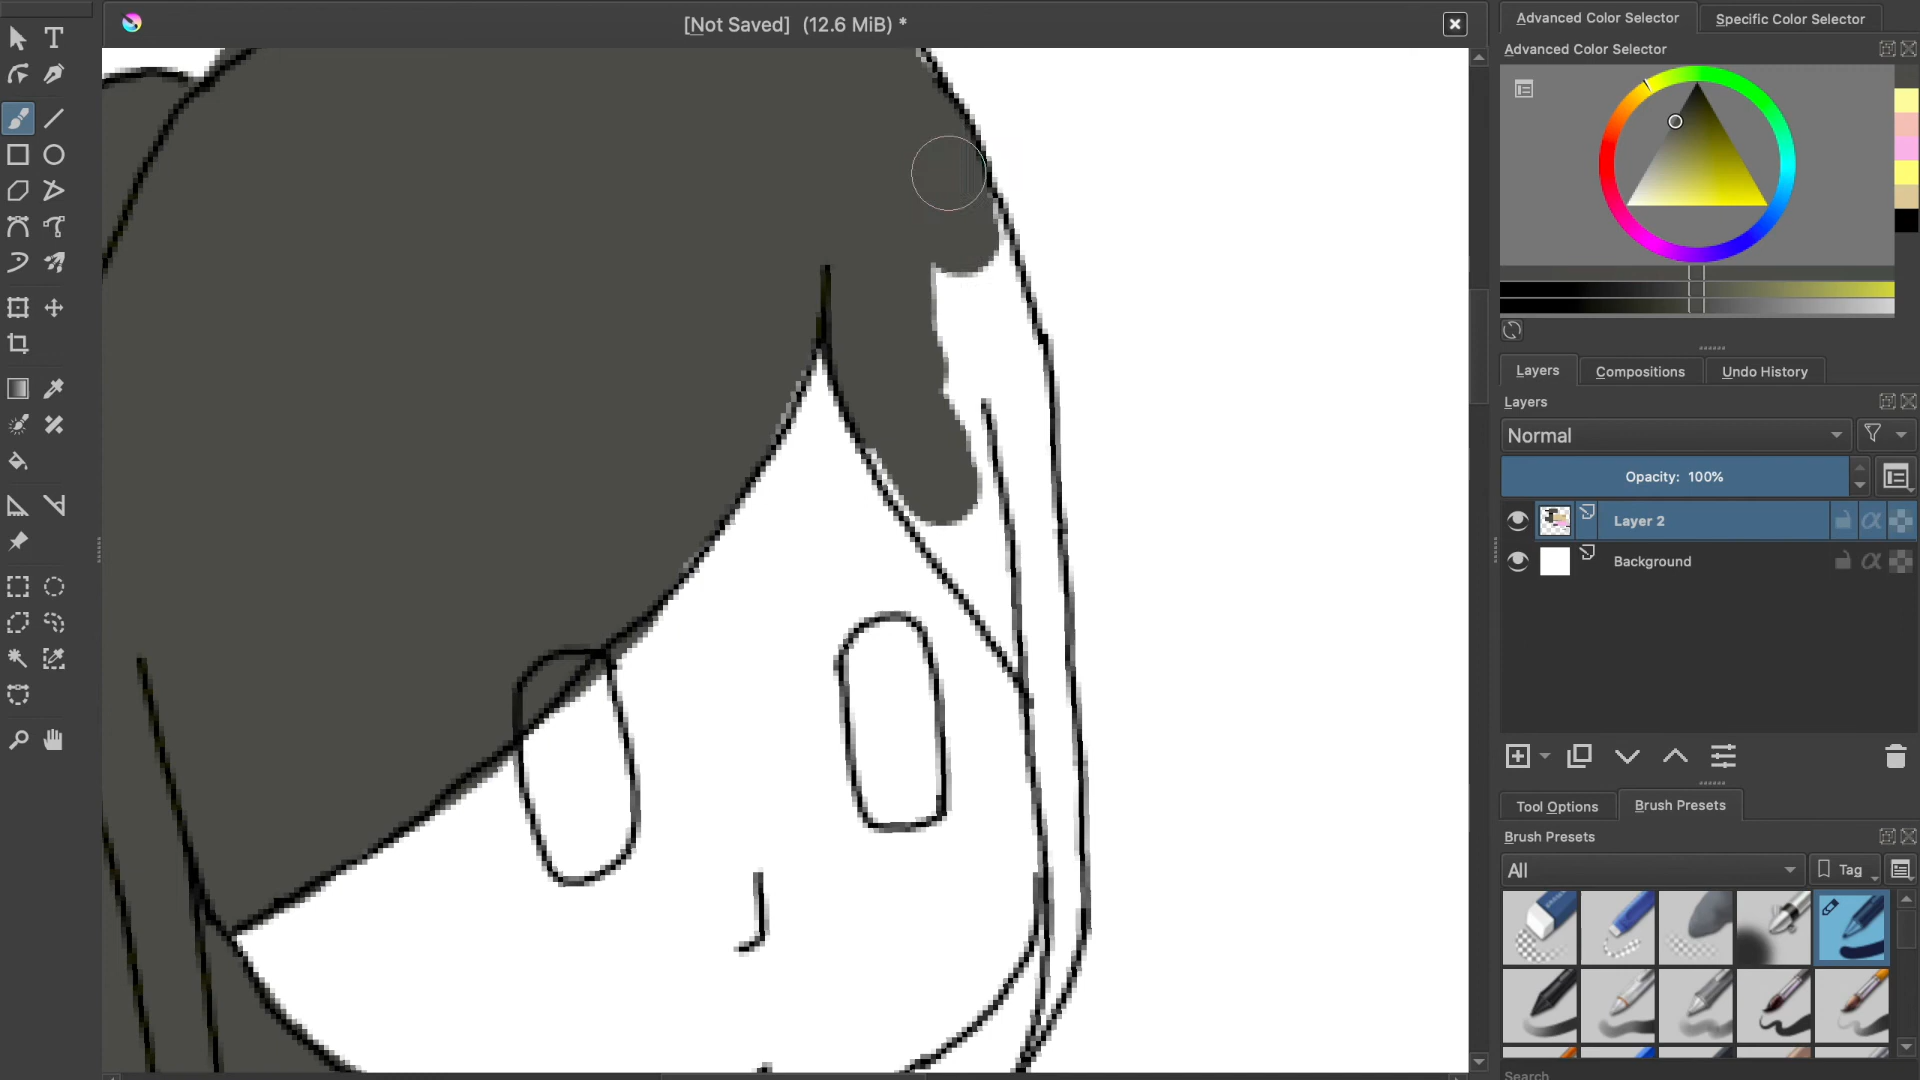 [Not Saved]  (12.6 MiB) *
Advanced Color Selector
Specific Color Selector
Advanced Color Selector
Layers
Compositions
Undo History
Layers
Normal
Opacity: 100%
Layer 2
Background
Tool Options
Brush Presets
Brush Presets
All
Tag
Search